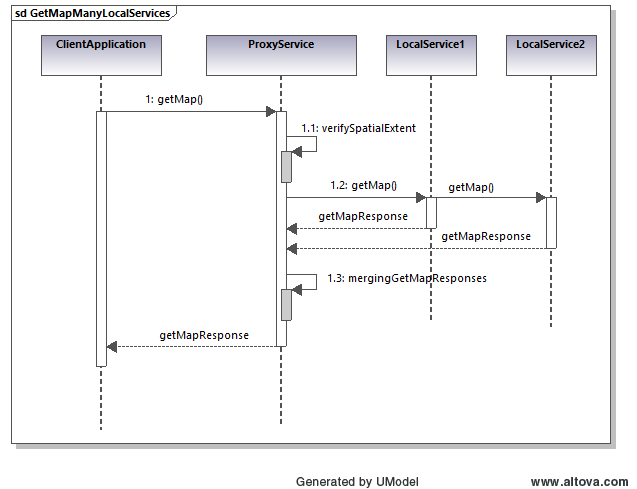 sd GetMapManyLocalServices
ClientApplication
ProxyService
LocalService1
LocalService2
1: getMap()
1.1: verifySpatialExtent
1.2: getMap()
getMap()
getMapResponse
getMapResponse
1.3: mergingGetMapResponses
getMapResponse
Generated by UModel
www.altova.com